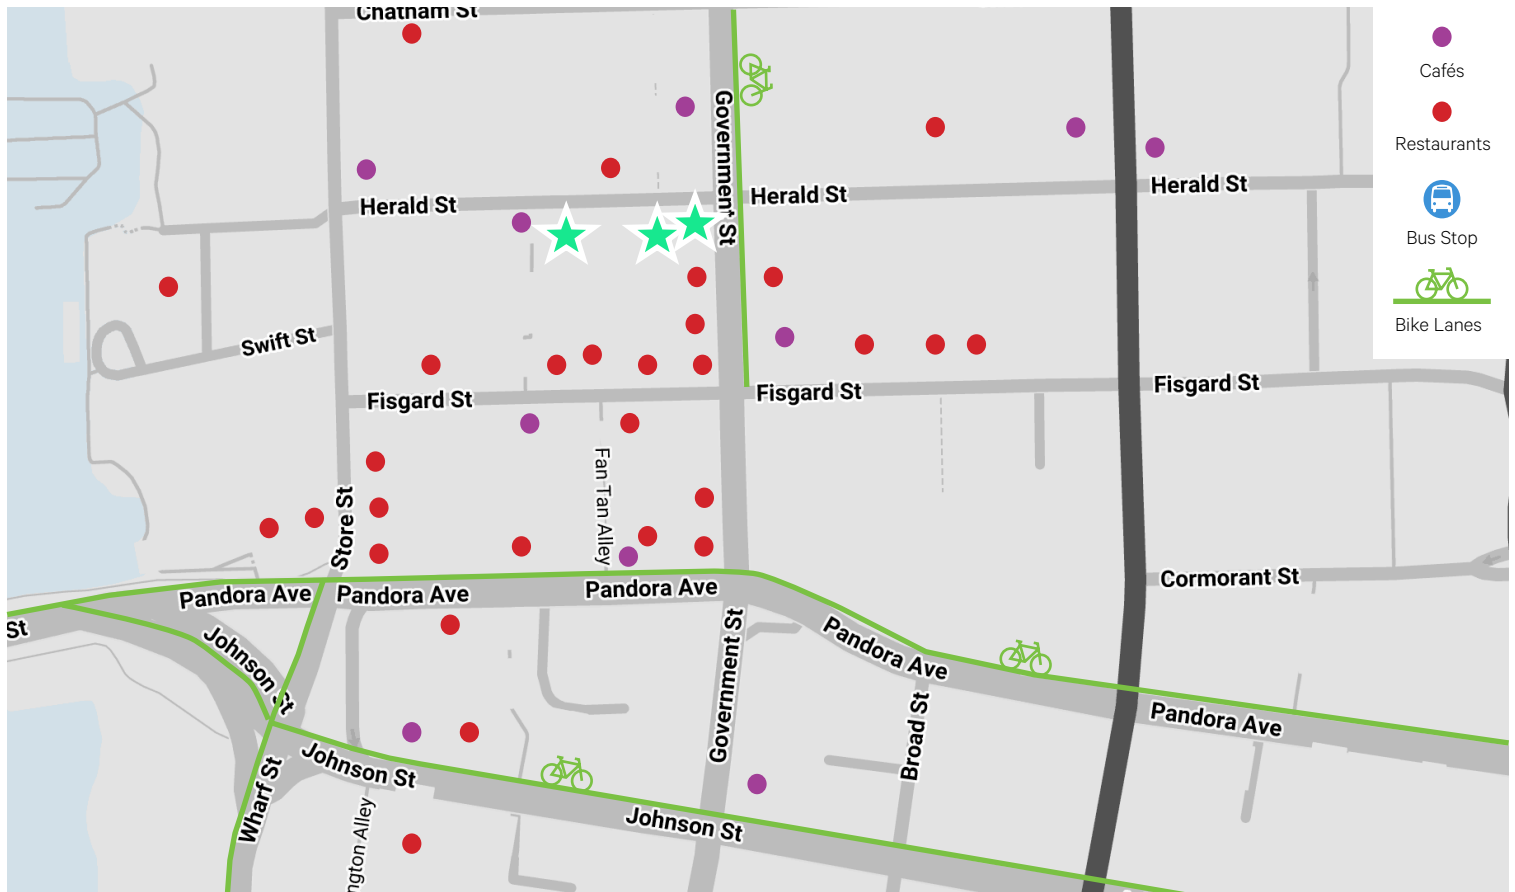 Chatham St
Cafés
Restaurants
Bus Stop
Bike Lanes
Government St
Herald St
Herald St
Herald St
Swift St
Fisgard St
Fisgard St
Fisgard St
Fan Tan Alley
Store St
Cormorant St
Pandora Ave
Pandora Ave
Pandora Ave
Pandora Ave
Pandora Ave
St
Johnson St
Government St
Broad St
Johnson St
Wharf St
Johnson St
ngton Alley